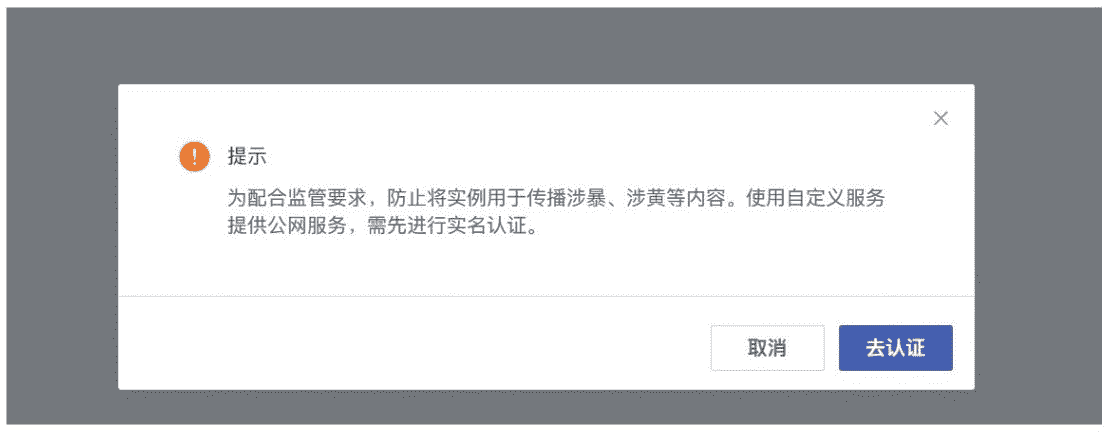 提示
为配合监管要求，防止将实例用于传播涉暴、涉黄等内容。使用自定义服务
提供公网服务，需先进行实名认证。
取消
去认证